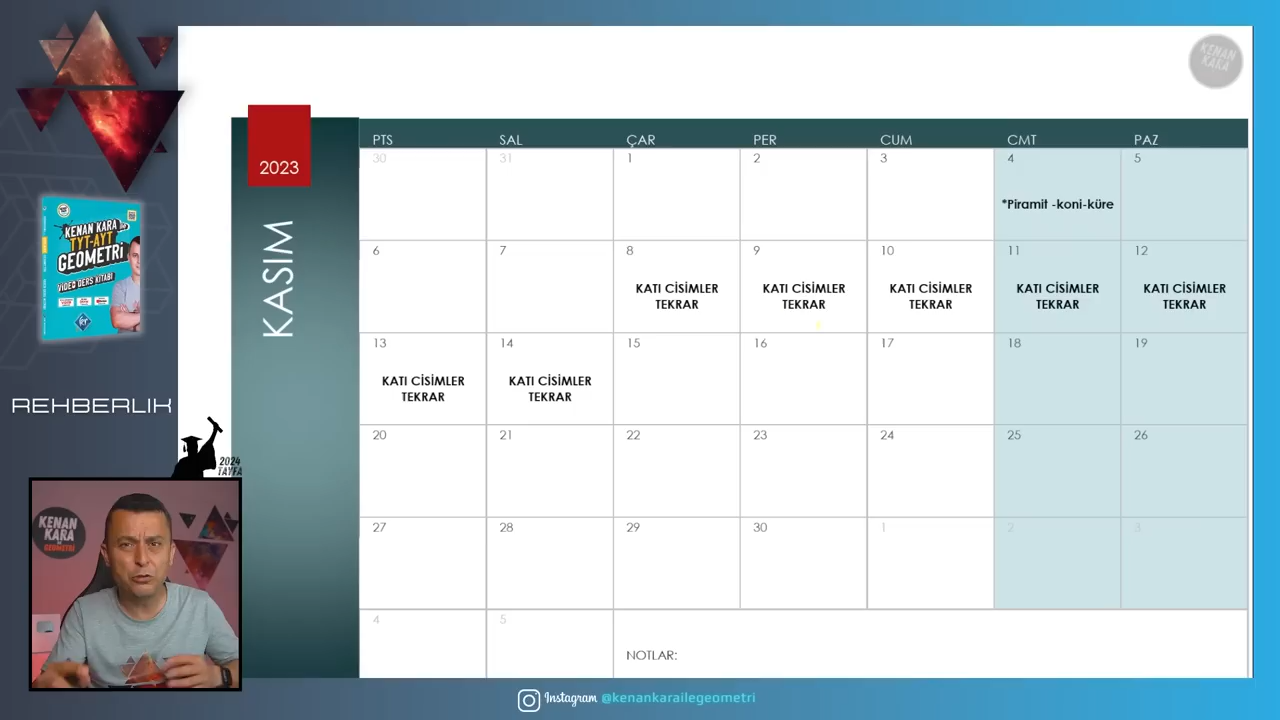 KENAN
KARA
2023
KASIM
PTS SAL ÇAR PER CUM CMT PAZ
30 31 1 2 3 4 5
*Piramit -koni-küre
6 7 8 9 10 11 12
KATI CİSİMLER KATI CİSİMLER KATI CİSİMLER KATI CİSİMLER KATI CİSİMLER
TEKRAR TEKRAR TEKRAR TEKRAR TEKRAR
13 14 15 16 17 18 19
KATI CİSİMLER KATI CİSİMLER
TEKRAR TEKRAR
20 21 22 23 24 25 26
27 28 29 30 1 2 3
4 5
NOTLAR:
KENAN KARA
TYT-AYT
GEOMETRİ
VİDEO DERS KİTABI
REHBERLIK
2024
TAYFA
KENAN
KARA
GEOMETRİ
Instagram @kenankarailegeometri